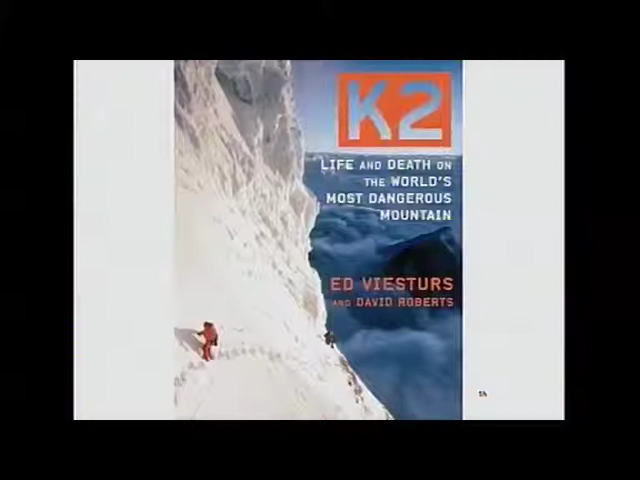 K2
LIFE AND DEATH ON
THE WORLD'S
MOST DANGEROUS
MOUNTAIN
ED VIESTURS
AND DAVID ROBERTS